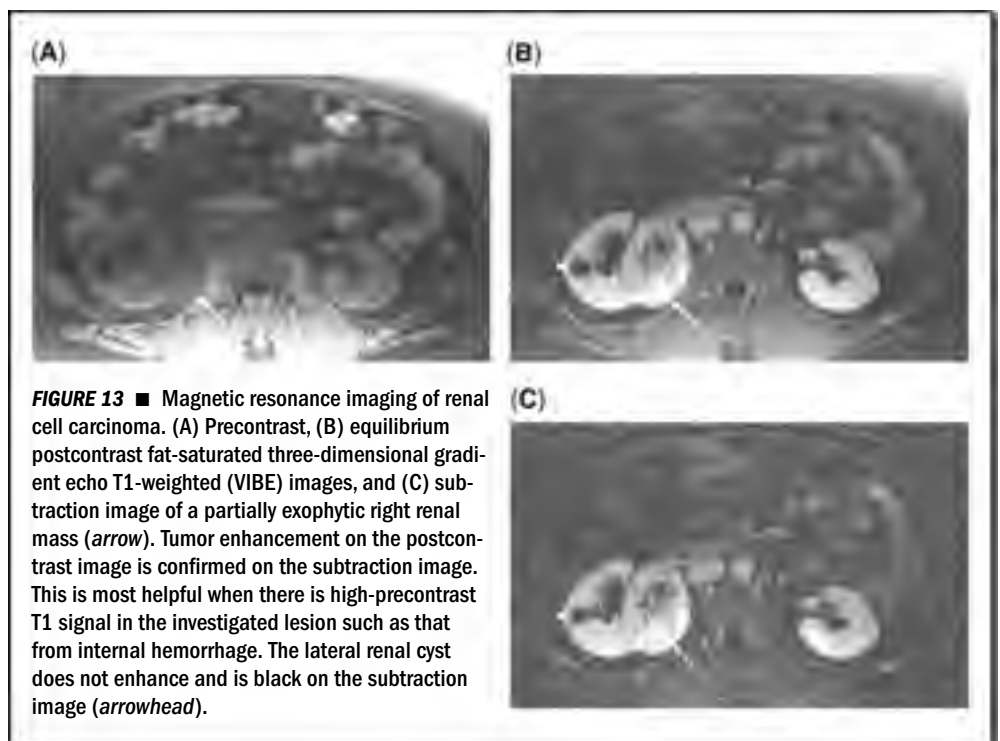 (A)
(B)
FIGURE 13 ■ Magnetic resonance imaging of renal
cell carcinoma. (A) Precontrast, (B) equilibrium
postcontrast fat-saturated three-dimensional gradi-
ent echo T1-weighted (VIBE) images, and (C) sub-
traction image of a partially exophytic right renal
mass (arrow). Tumor enhancement on the postcon-
trast image is confirmed on the subtraction image.
This is most helpful when there is high-precontrast
T1 signal in the investigated lesion such as that
from internal hemorrhage. The lateral renal cyst
does not enhance and is black on the subtraction
image (arrowhead).
(C)